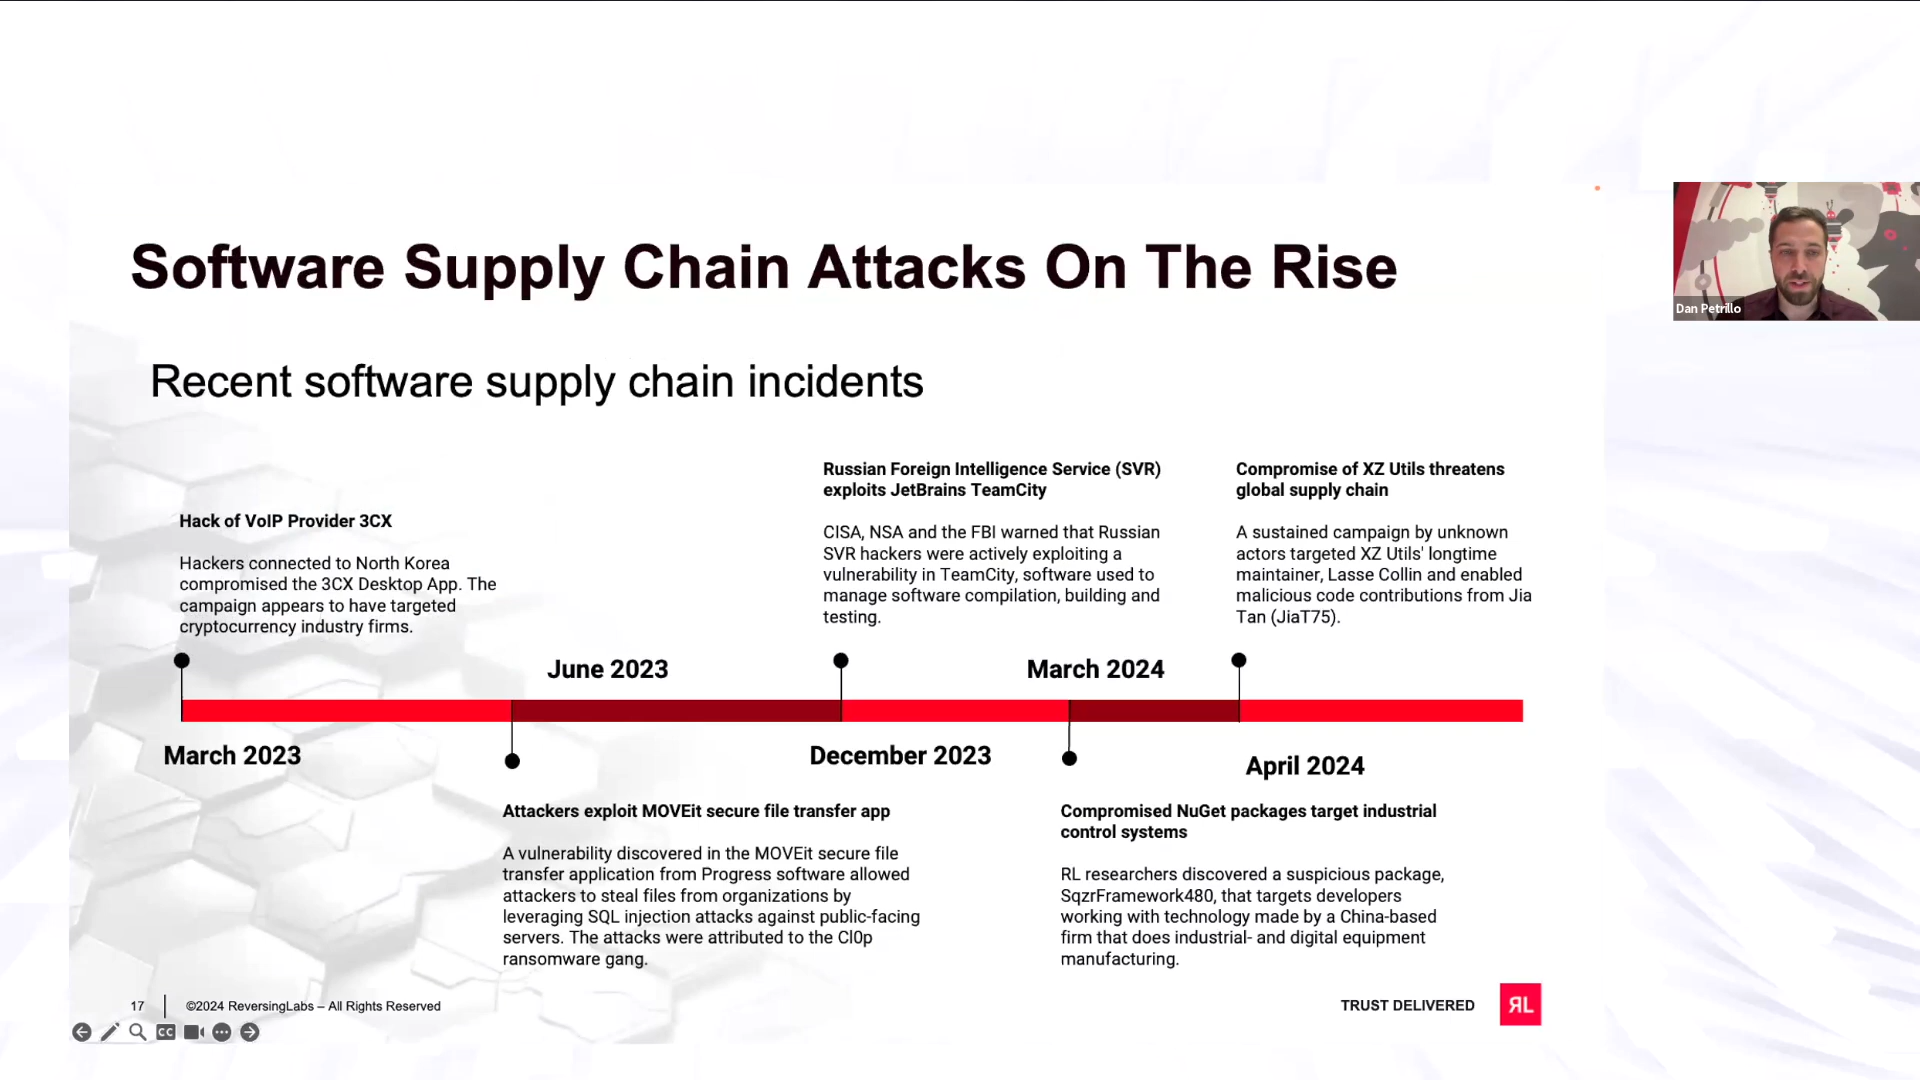 Software Supply Chain Attacks On The Rise
Dan Petrillo
Recent software supply chain incidents
Hack of VoIP Provider 3CX
Hackers connected to North Korea
compromised the 3CX Desktop App. The
campaign appears to have targeted
cryptocurrency industry firms.
March 2023
June 2023
Attackers exploit MOVEit secure file transfer app
A vulnerability discovered in the MOVEit secure file
transfer application from Progress software allowed
attackers to steal files from organizations by
leveraging SQL injection attacks against public-facing
servers. The attacks were attributed to the Cl0p
ransomware gang.
Russian Foreign Intelligence Service (SVR)
exploits JetBrains TeamCity
CISA, NSA and the FBI warned that Russian
SVR hackers were actively exploiting a
vulnerability in TeamCity, software used to
manage software compilation, building and
testing.
December 2023
March 2024
Compromised NuGet packages target industrial
control systems
RL researchers discovered a suspicious package,
SqzrFramework480, that targets developers
working with technology made by a China-based
firm that does industrial- and digital equipment
manufacturing.
Compromise of XZ Utils threatens
global supply chain
A sustained campaign by unknown
actors targeted XZ Utils' longtime
maintainer, Lasse Collin and enabled
malicious code contributions from Jia
Tan (JiaT75).
April 2024
17
©2024 ReversingLabs – All Rights Reserved
TRUST DELIVERED
RL
CC